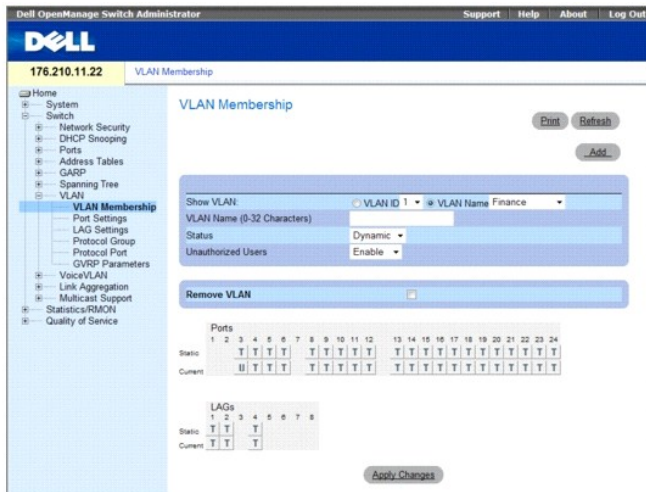 Dell OpenManage Switch Administrator Support Help About Log Out
DELL
176.210.11.22 VLAN Membership
Home
System
Switch
Network Security
DHCP Snooping
Ports
Address Tables
GARP
Spanning Tree
VLAN
VLAN Membership
Port Settings
LAG Settings
Protocol Group
Protocol Port
GVRP Parameters
VoiceVLAN
Link Aggregation
Multicast Support
Statistics/RMON
Quality of Service
VLAN Membership
Print Refresh
Add
Show VLAN: VLAN ID 1 VLAN Name Finance
VLAN Name (0-32 Characters)
Status Dynamic
Unauthorized Users Enable
Remove VLAN
Ports
1 2 3 4 5 6 7 8 9 10 11 12 13 14 15 16 17 18 19 20 21 22 23 24
Static T T T T T T T T T T T T T T T T T T T T T
Current U T T T T T T T T T T T T T T T T T T T T
LAGs
1 2 3 4 5 6 7 8
Static T T T
Current T T T
Apply Changes